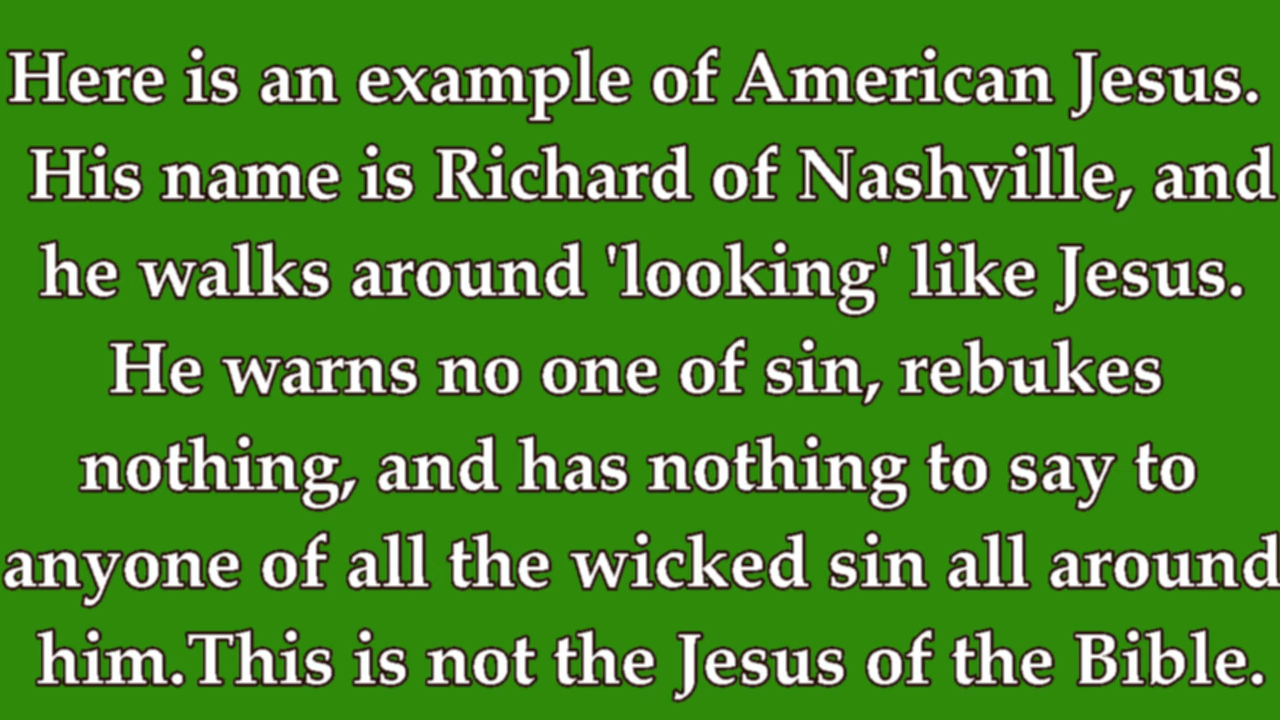 Here is an example of American Jesus.
His name is Richard of Nashville, and
he walks around 'looking' like Jesus.
He warns no one of sin, rebukes
nothing, and has nothing to say to
anyone of all the wicked sin all around
him.This is not the Jesus of the Bible.